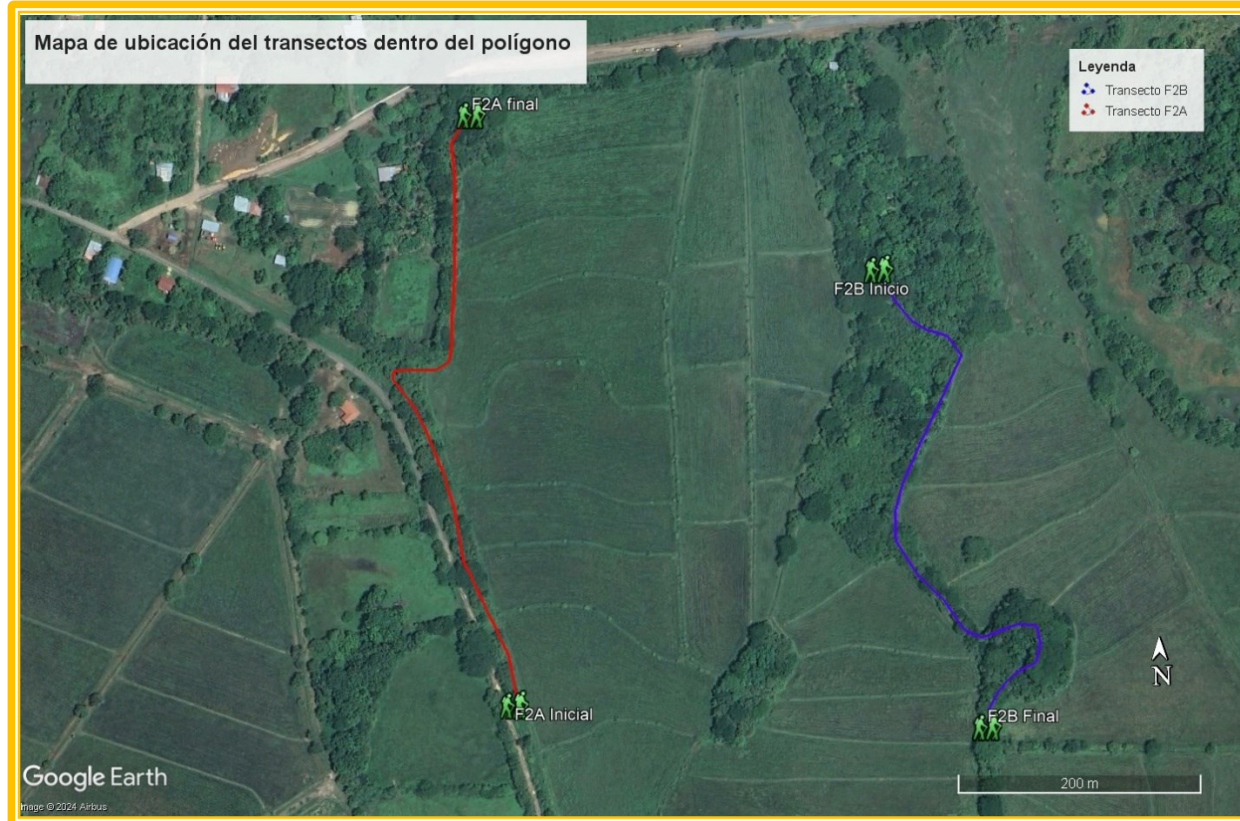 Mapa de ubicación del transectos dentro del polígono
Leyenda
Transecto F2B
Transecto F2A
F2A final
F2B Inicio
F2A Inicial
F2B Final
N
Google Earth
200 m
Image © 2024 Airbus